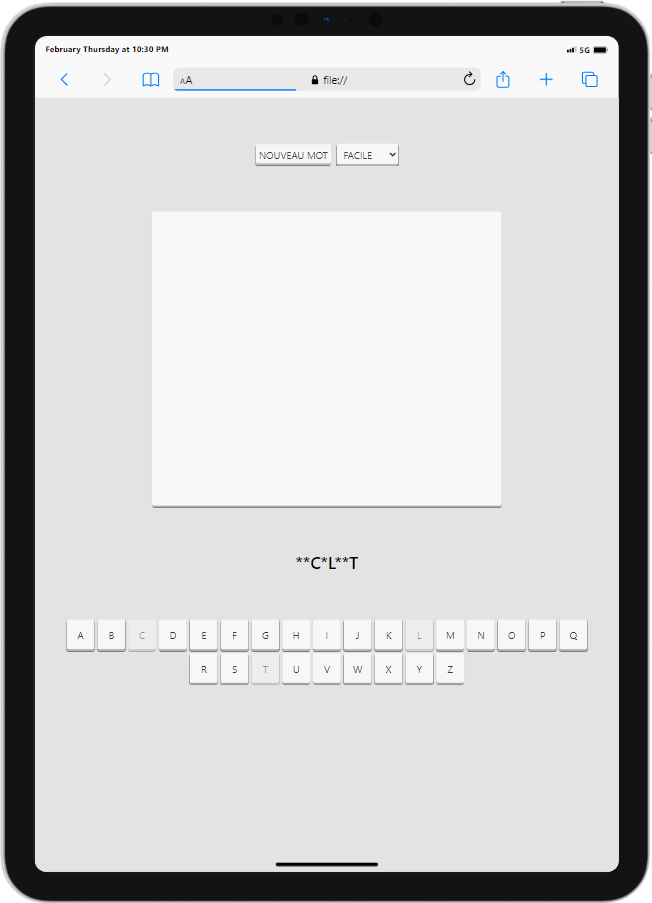 February Thursday at 10:30 PM 5G
AA file://
NOUVEAU MOT FACILE
**C*L**T
A B C D E F G H I J K L M N O P Q
R S T U V W X Y Z